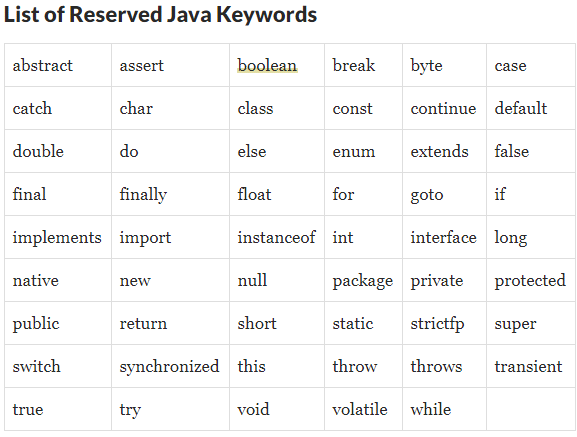 List of Reserved Java Keywords
abstract assert boolean break byte case
catch char class const continue default
double do else enum extends false
final finally float for goto if
implements import instanceof int interface long
native new null package private protected
public return short static strictfp super
switch synchronized this throw throws transient
true try void volatile while